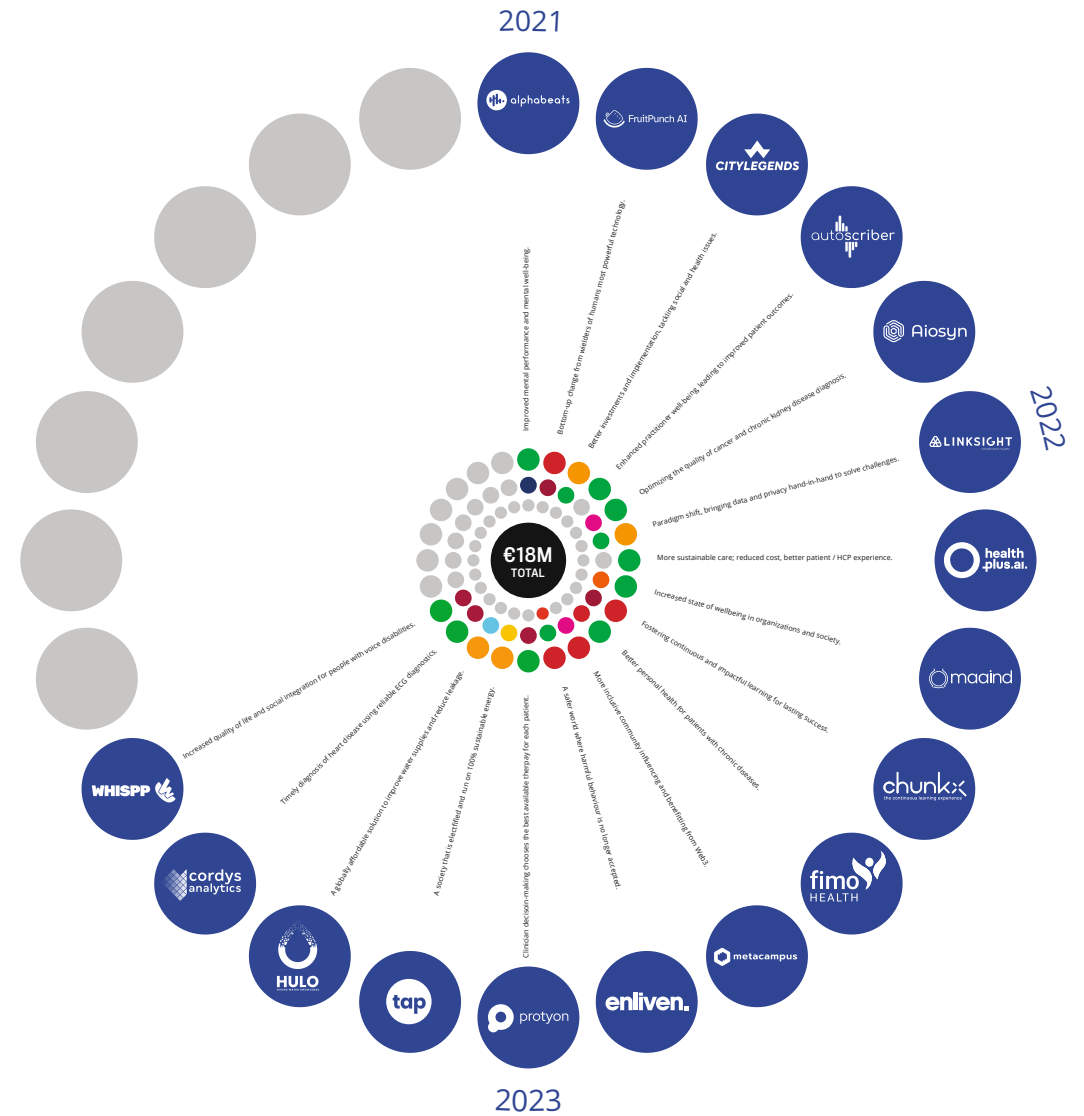 2021
alphabeats
FruitPunch AI
CITYLEGENDS
autoscriber
Aiosyn
2022
LINKSIGHT
health
.plus.ai.
maaind
chunkx
the continuous learning experience
fimo
HEALTH
metacampus
enliven.
protyon
2023
tap
HULO
cordys
analytics
WHISPP
Improved mental performance and mental well-being.
Bottom-up change from wielders of humans most powerful technology.
Better investments and implementation, tackling social and health issues.
Enhanced practitioner well-being, leading to improved patient outcomes.
Optimizing the quality of cancer and chronic kidney disease diagnosis.
Paradigm shift, bringing data and privacy hand-in-hand to solve challenges.
More sustainable care; reduced cost, better patient / HCP experience.
Increased state of wellbeing in organizations and society.
Fostering continuous and impactful learning for lasting success.
Better personal health for patients with chronic diseases.
More inclusive community influencing and benefitting from Web3.
A safer world where harmful behaviour is no longer accepted.
Clinician decisoin-making chooses the best available therpay for each patient.
A society that is electrified and run on 100% sustainable energy.
A globally affordable solution to improve water supplies and reduce leakage.
Timely diagnosis of heart disease using reliable ECG diagnostics.
Increased quality of life and social integration for people with voice disabilities.
€18M
TOTAL